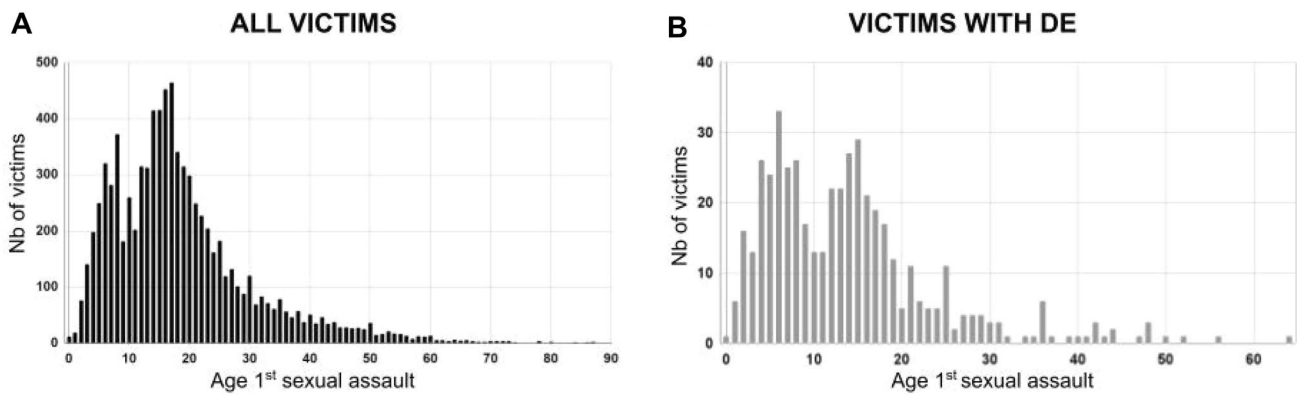 A ALL VICTIMS
500
400
300
200
100
0
Nb of victims
0 10 20 30 40 50 60 70 80 90
Age 1st sexual assault
B VICTIMS WITH DE
40
30
20
10
0
Nb of victims
0 10 20 30 40 50 60
Age 1st sexual assault